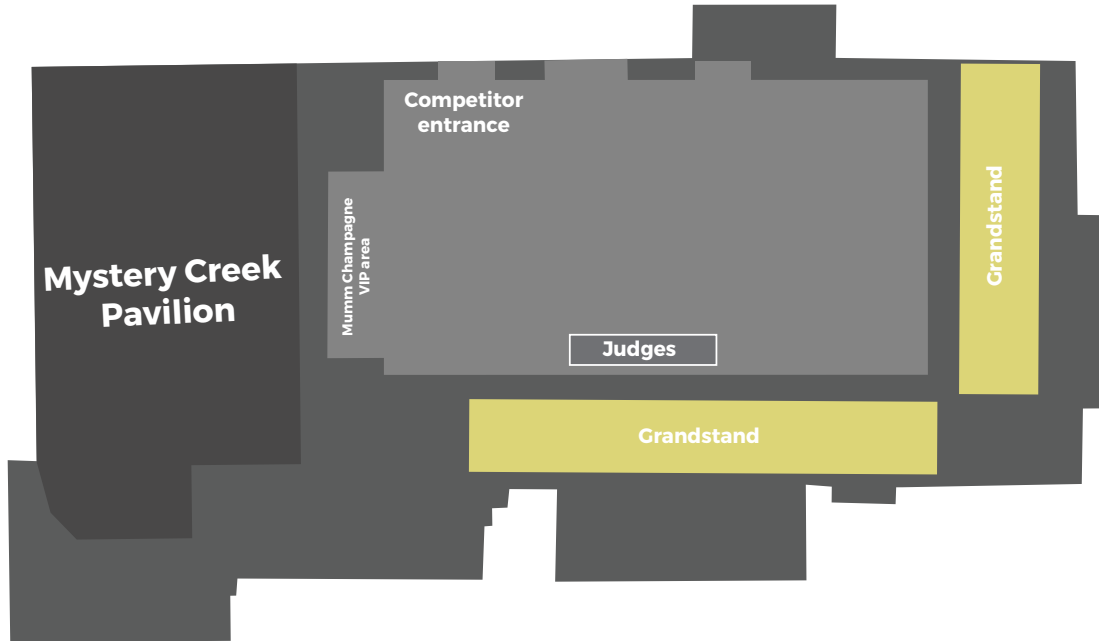 Competitor
entrance
Mumm Champagne
VIP area
Mystery Creek
Pavilion
Grandstand
Judges
Grandstand